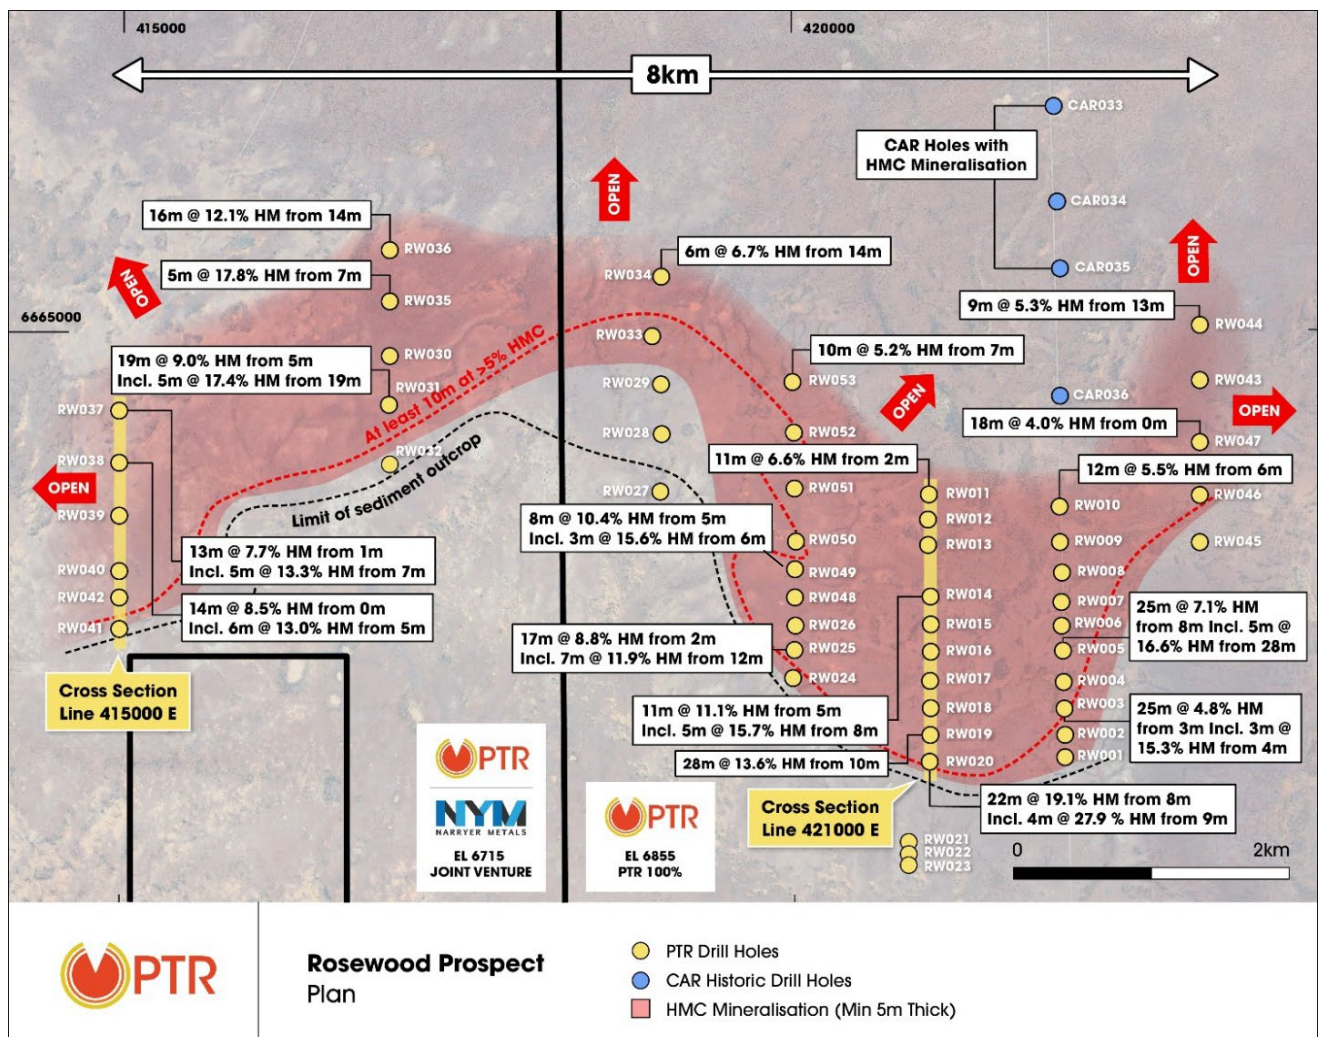 415000
420000
8km
CAR033
CAR Holes with
HMC Mineralisation
CAR034
CAR035
CAR036
OPEN
OPEN
OPEN
OPEN
OPEN
OPEN
16m @ 12.1% HM from 14m
RW036
5m @ 17.8% HM from 7m
RW035
6m @ 6.7% HM from 14m
RW034
9m @ 5.3% HM from 13m
RW044
6665000
RW033
19m @ 9.0% HM from 5m
Incl. 5m @ 17.4% HM from 19m
RW030
RW031
10m @ 5.2% HM from 7m
RW053
RW029
RW043
At least 10m at >5% HMC
RW037
RW028
RW052
18m @ 4.0% HM from 0m
RW047
RW038
RW032
11m @ 6.6% HM from 2m
12m @ 5.5% HM from 6m
Limit of sediment outcrop
RW027
RW051
RW011
RW010
RW046
RW039
8m @ 10.4% HM from 5m
Incl. 3m @ 15.6% HM from 6m
RW012
RW050
RW013
RW009
RW045
13m @ 7.7% HM from 1m
Incl. 5m @ 13.3% HM from 7m
RW040
RW049
RW008
RW042
RW048
RW014
RW007
14m @ 8.5% HM from 0m
Incl. 6m @ 13.0% HM from 5m
RW041
RW026
RW015
RW006
25m @ 7.1% HM
from 8m Incl. 5m @
16.6% HM from 28m
17m @ 8.8% HM from 2m
Incl. 7m @ 11.9% HM from 12m
RW025
RW016
RW005
RW024
RW017
RW004
Cross Section
Line 415000 E
11m @ 11.1% HM from 5m
Incl. 5m @ 15.7% HM from 8m
RW018
RW003
25m @ 4.8% HM
from 3m Incl. 3m @
15.3% HM from 4m
RW019
RW002
28m @ 13.6% HM from 10m
RW020
RW001
PTR
NYM
NARRYER METALS
EL 6715
JOINT VENTURE
PTR
EL 6855
PTR 100%
Cross Section
Line 421000 E
22m @ 19.1% HM from 8m
Incl. 4m @ 27.9 % HM from 9m
RW021
RW022
RW023
0
2km
PTR
Rosewood Prospect
Plan
PTR Drill Holes
CAR Historic Drill Holes
HMC Mineralisation (Min 5m Thick)